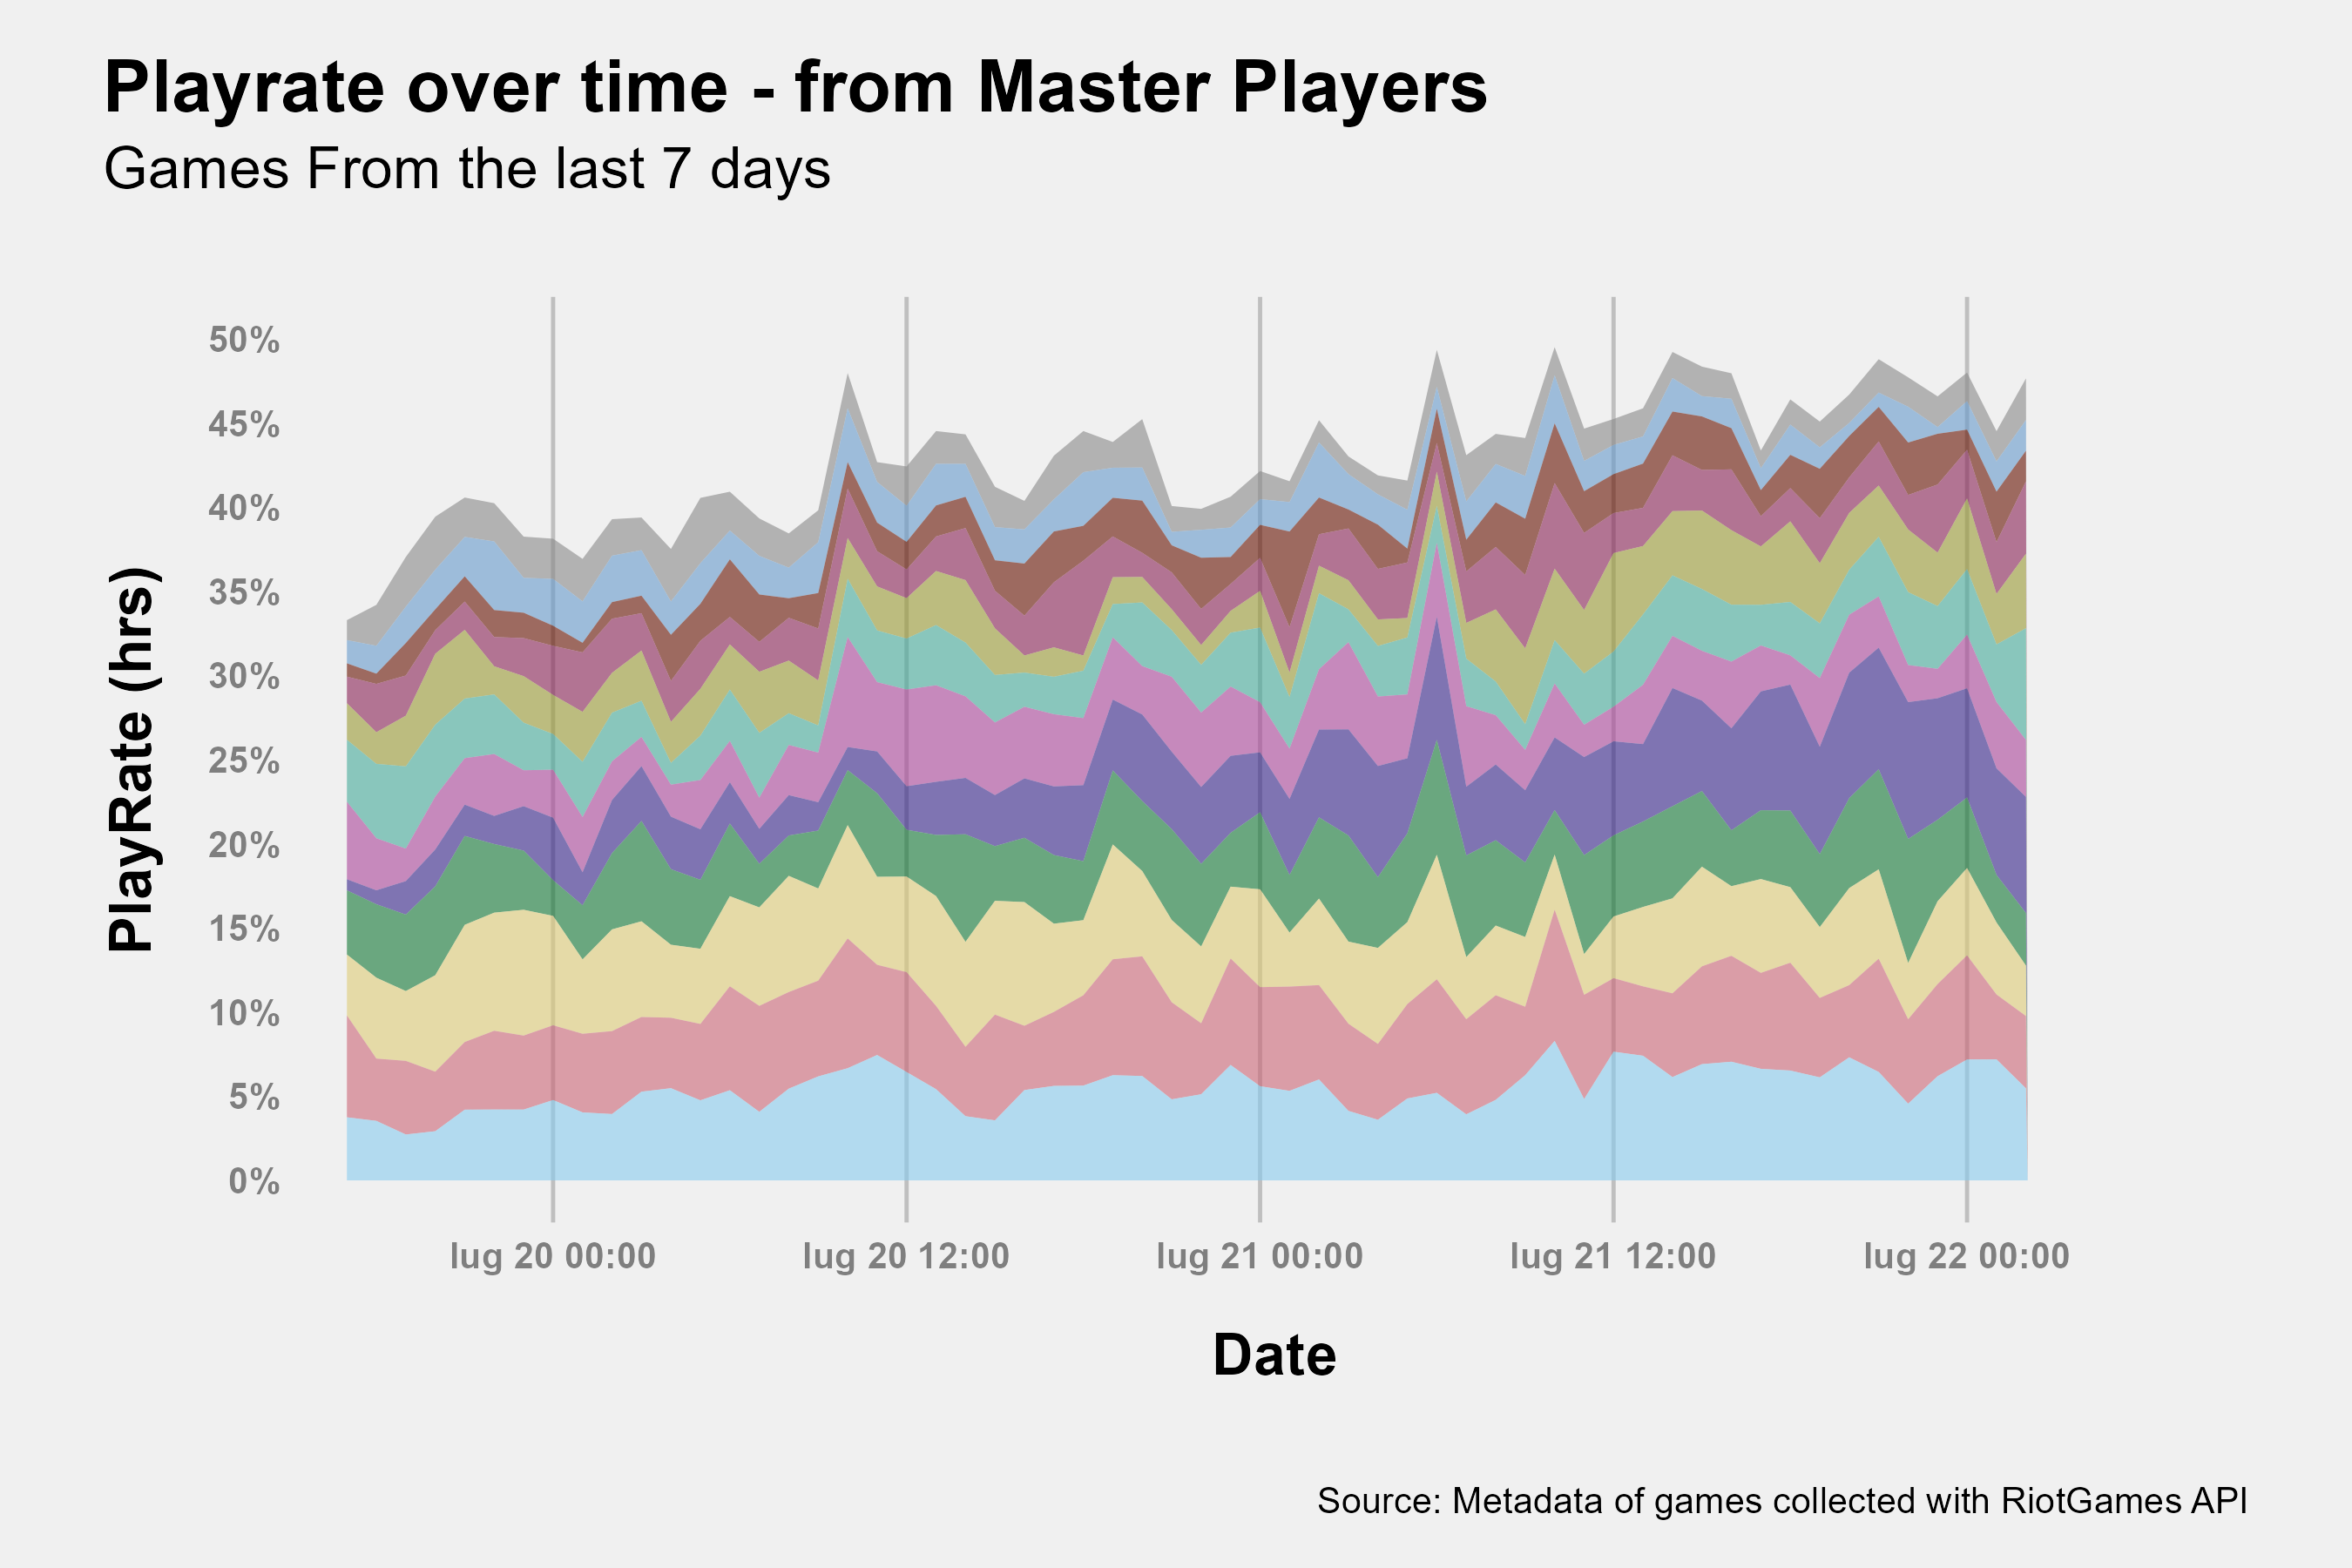 Playrate over time - from Master Players
Games From the last 7 days
PlayRate (hrs)
50%
45%
40%
35%
30%
25%
20%
15%
10%
5%
0%
lug 20 00:00
lug 20 12:00
lug 21 00:00
lug 21 12:00
lug 22 00:00
Date
Source: Metadata of games collected with RiotGames API